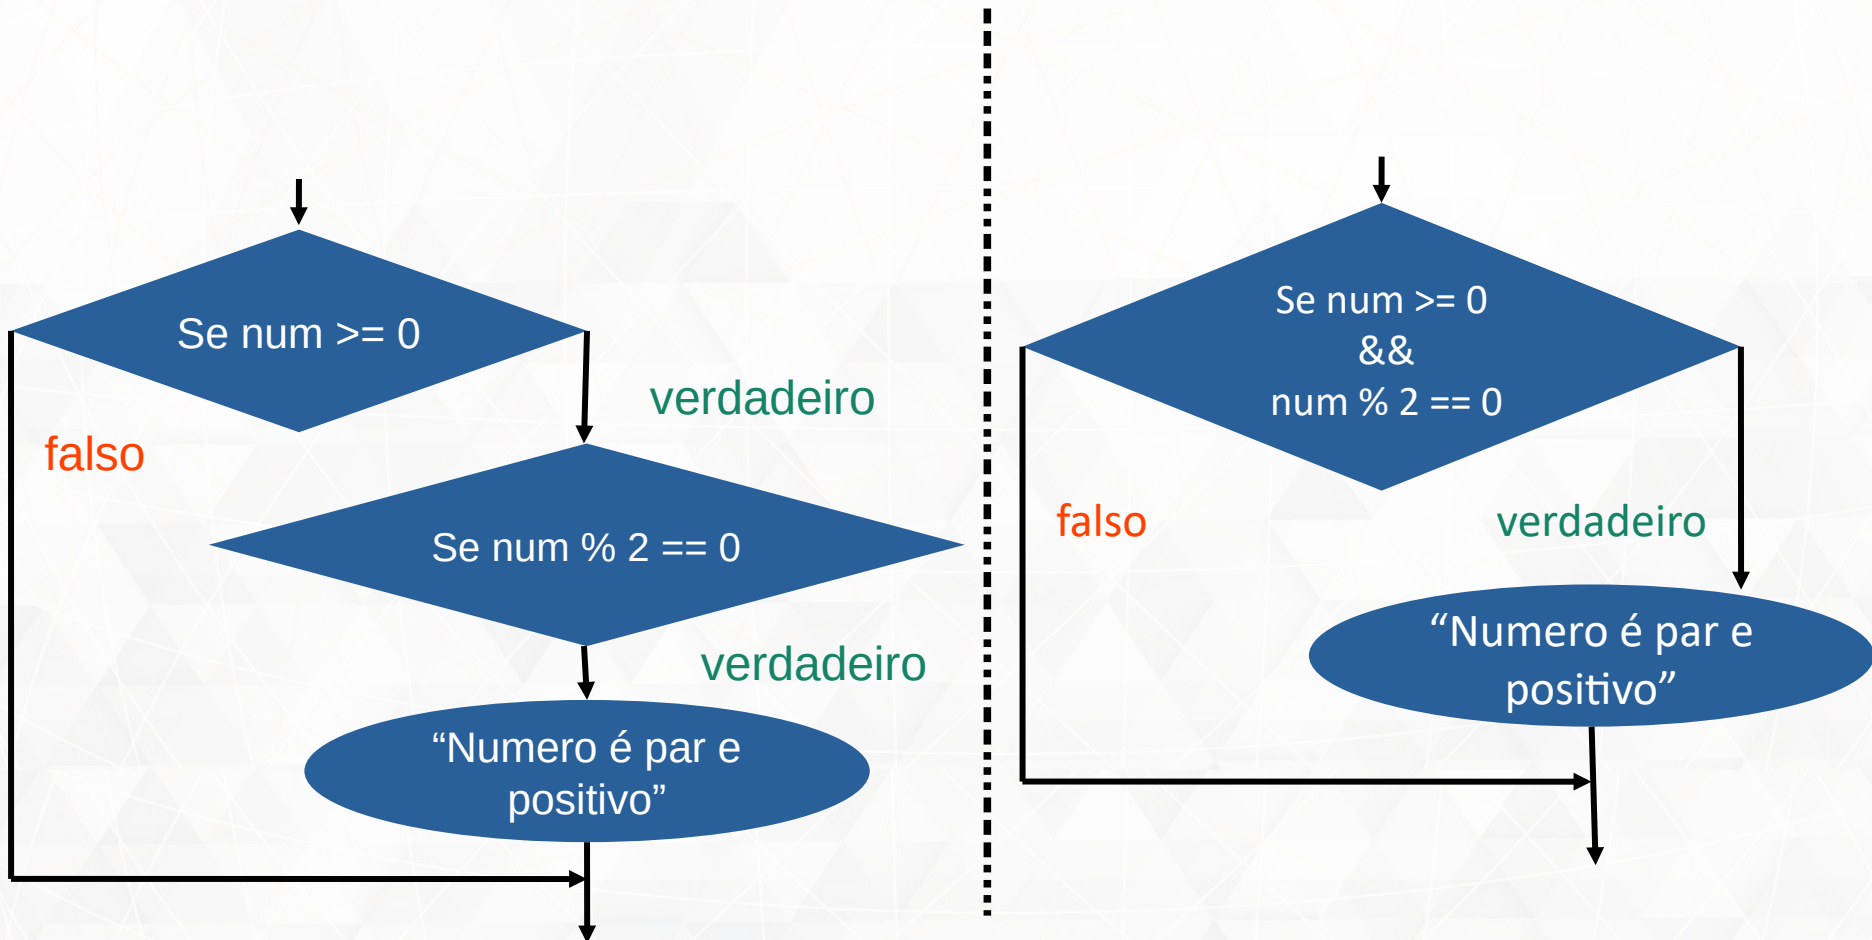 Se num >= 0
verdadeiro
falso
Se num % 2 == 0
verdadeiro
“Numero é par e
positivo”
Se num >= 0
&&
num % 2 == 0
falso
verdadeiro
“Numero é par e
positivo”